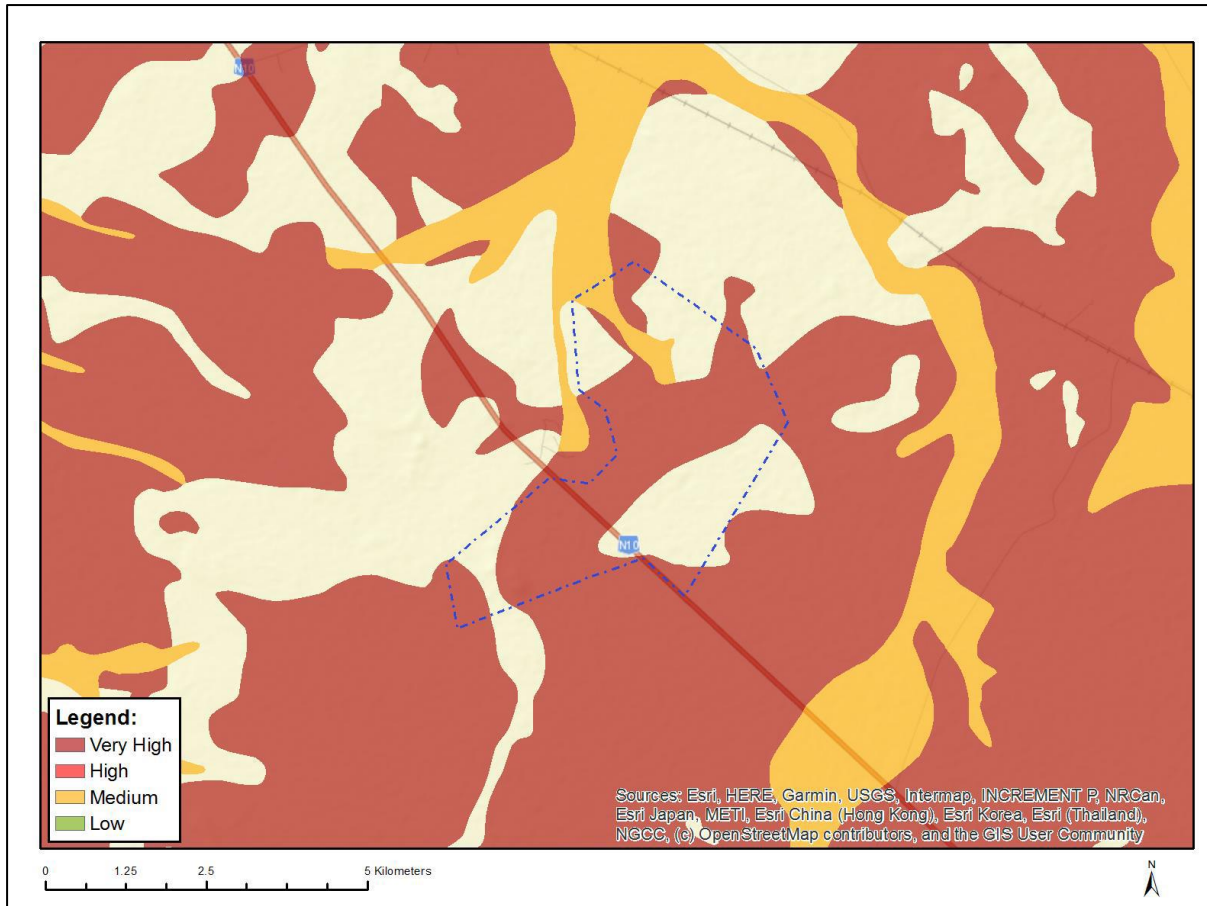 N10
N10
Legend:
Very High
High
Medium
Low
Sources: Esri, HERE, Garmin, USGS, Intermap, INCREMENT P, NRCan,
Esri Japan, METI, Esri China (Hong Kong), Esri Korea, Esri (Thailand),
NGCC, (c) OpenStreetMap contributors, and the GIS User Community
0 1.25 2.5 5 Kilometers
N